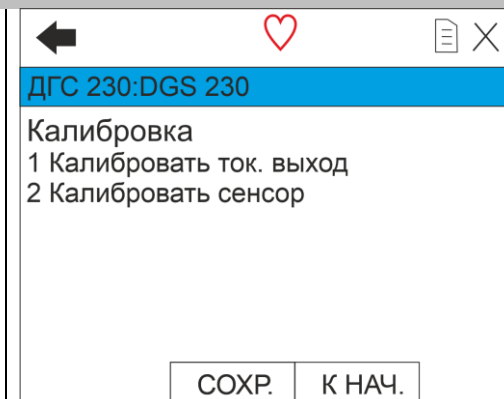 ДГС 230:DGS 230
Калибровка
1 Калибровать ток. выход
2 Калибровать сенсор
СОХР.
К НАЧ.